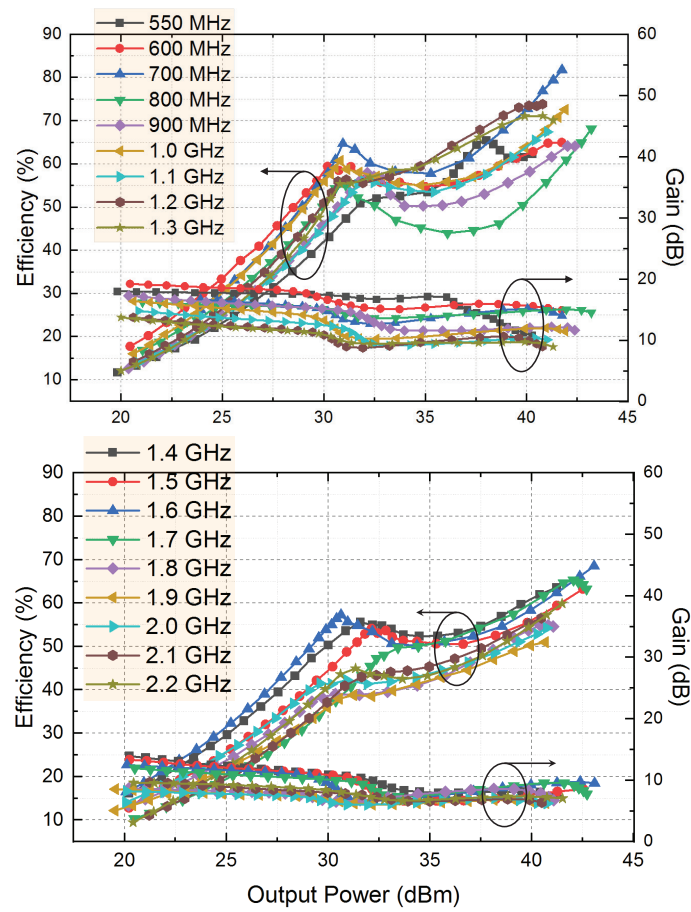 550 MHz
600 MHz
700 MHz
800 MHz
900 MHz
1.0 GHz
1.1 GHz
1.2 GHz
1.3 GHz
Efficiency (%)
90
80
70
60
50
40
30
20
10
60
50
40
30
20
10
0
Gain (dB)
20 25 30 35 40 45
1.4 GHz
1.5 GHz
1.6 GHz
1.7 GHz
1.8 GHz
1.9 GHz
2.0 GHz
2.1 GHz
2.2 GHz
Efficiency (%)
90
80
70
60
50
40
30
20
10
60
50
40
30
20
10
0
Gain (dB)
20 25 30 35 40 45
Output Power (dBm)